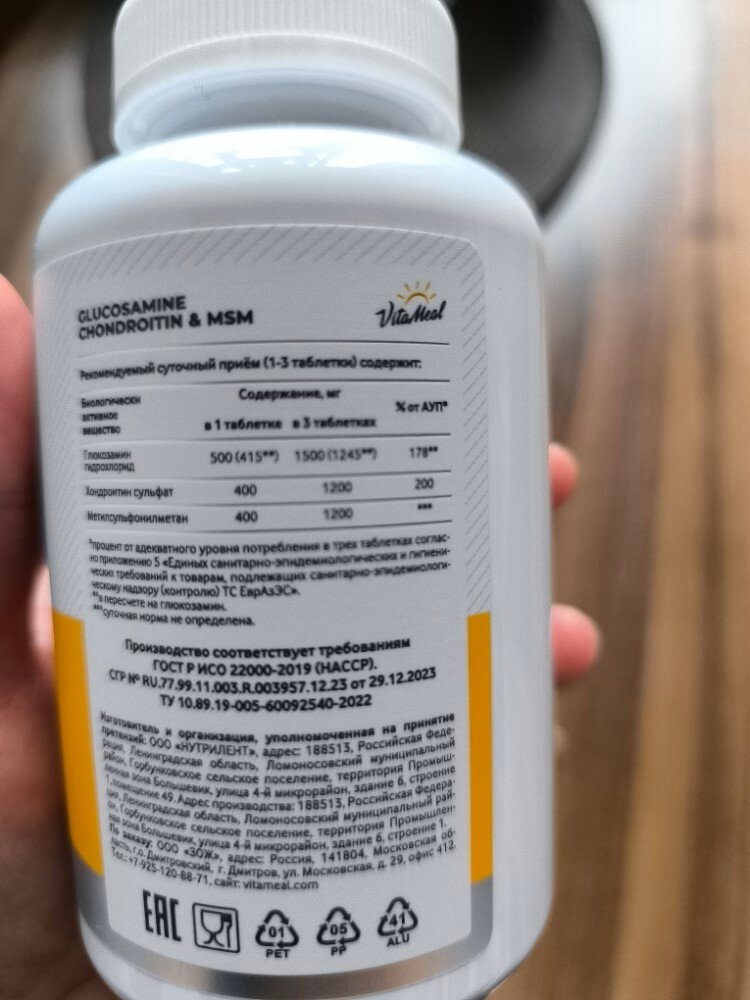 GLUCOSAMINE
CHONDROITIN & MSM
VitaMeal
Рекомендуемый суточный приём (1-3 таблетки) содержит:
Биологически активное вещество
Содержание, мг
% от АУП*
в 1 таблетке в 3 таблетках
Глюкозамин гидрохлорид 500 (415**) 1500 (1245**) 178**
Хондроитин сульфат 400 1200 200
Метилсульфонилметан 400 1200 ***
*процент от адекватного уровня потребления в трех таблетках соглас-
но приложению 5 «Единых санитарно-эпидемиологических и гигиени-
ческих требований к товарам, подлежащих санитарно-эпидемиологи-
ческому надзору (контролю) ТС ЕврАзЭС».
**в пересчете на глюкозамин.
***суточная норма не определена.
Производство соответствует требованиям
ГОСТ Р ИСО 22000-2019 (НАССР).
СГР № RU.77.99.11.003.R.003957.12.23 от 29.12.2023
ТУ 10.89.19-005-60092540-2022
Изготовитель и организация, уполномоченная на принятие
претензий: ООО «НУТРИЛЕНТ», адрес: 188513, Российская Феде-
рация, Ленинградская область, Ломоносовский муниципальный
район, Горбунковское сельское поселение, территория Промыш-
ленная зона Большевик, улица 4-й микрорайон, здание 6, строение
1, помещение 49. Адрес производства: 188513, Российская Федера-
ция, Ленинградская область, Ломоносовский муниципальный рай-
он, Горбунковское сельское поселение, территория Промышлен-
ная зона Большевик, улица 4-й микрорайон, здание 6, строение 1.
По заказу: ООО «ЗОЖ», адрес: Россия, 141804, Московская об-
ласть, г.о. Дмитровский, г. Дмитров, ул. Московская, д. 29, офис 412.
Тел.: +7-925-120-88-71, сайт: vitameal.com
EAC
01 05 41
PET PP ALU